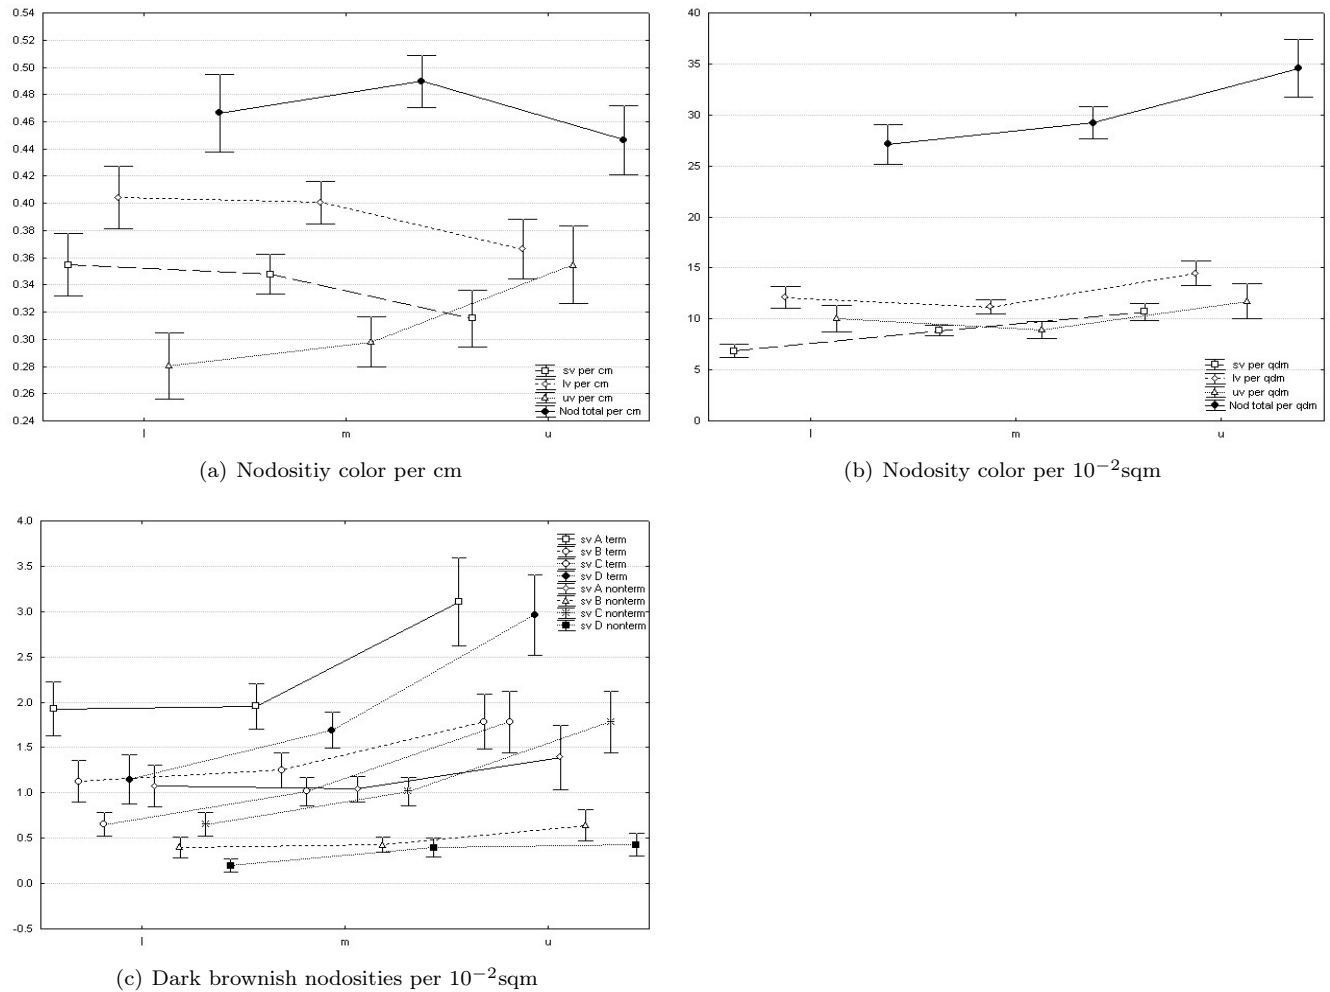 0.54
0.52
0.50
0.48
0.46
0.44
0.42
0.40
0.38
0.36
0.34
0.32
0.30
0.28
0.26
0.24
l m u
sv per cm
lv per cm
uv per cm
Nod total per cm
(a) Nodositiy color per cm
40
35
30
25
20
15
10
5
0
l m u
sv per qdm
lv per qdm
uv per qdm
Nod total per qdm
(b) Nodosity color per 10−2sqm
4.0
3.5
3.0
2.5
2.0
1.5
1.0
0.5
0.0
-0.5
l m u
sv A term
sv B term
sv C term
sv D term
sv A nonterm
sv B nonterm
sv C nonterm
sv D nonterm
(c) Dark brownish nodosities per 10−2sqm